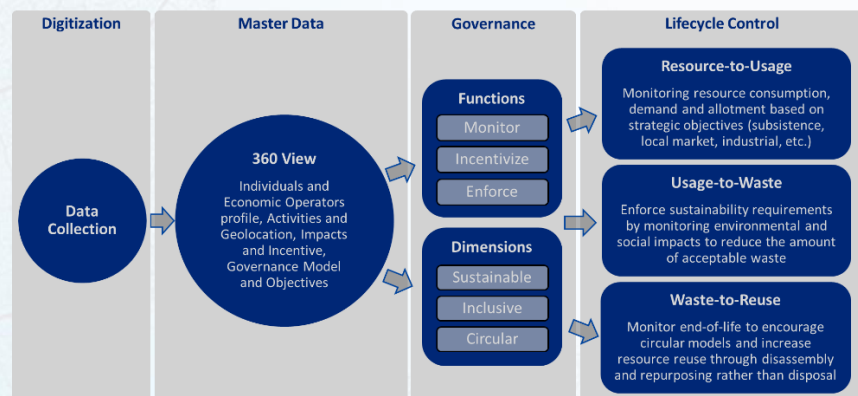 Digitization
Master Data
Governance
Lifecycle Control
Data
Collection
360 View
Individuals and
Economic Operators
profile, Activities and
Geolocation, Impacts
and Incentive,
Governance Model
and Objectives
Functions
Monitor
Incentivize
Enforce
Dimensions
Sustainable
Inclusive
Circular
Resource-to-Usage
Monitoring resource consumption,
demand and allotment based on
strategic objectives (subsistence,
local market, industrial, etc.)
Usage-to-Waste
Enforce sustainability requirements
by monitoring environmental and
social impacts to reduce the amount
of acceptable waste
Waste-to-Reuse
Monitor end-of-life to encourage
circular models and increase
resource reuse through disassembly
and repurposing rather than disposal